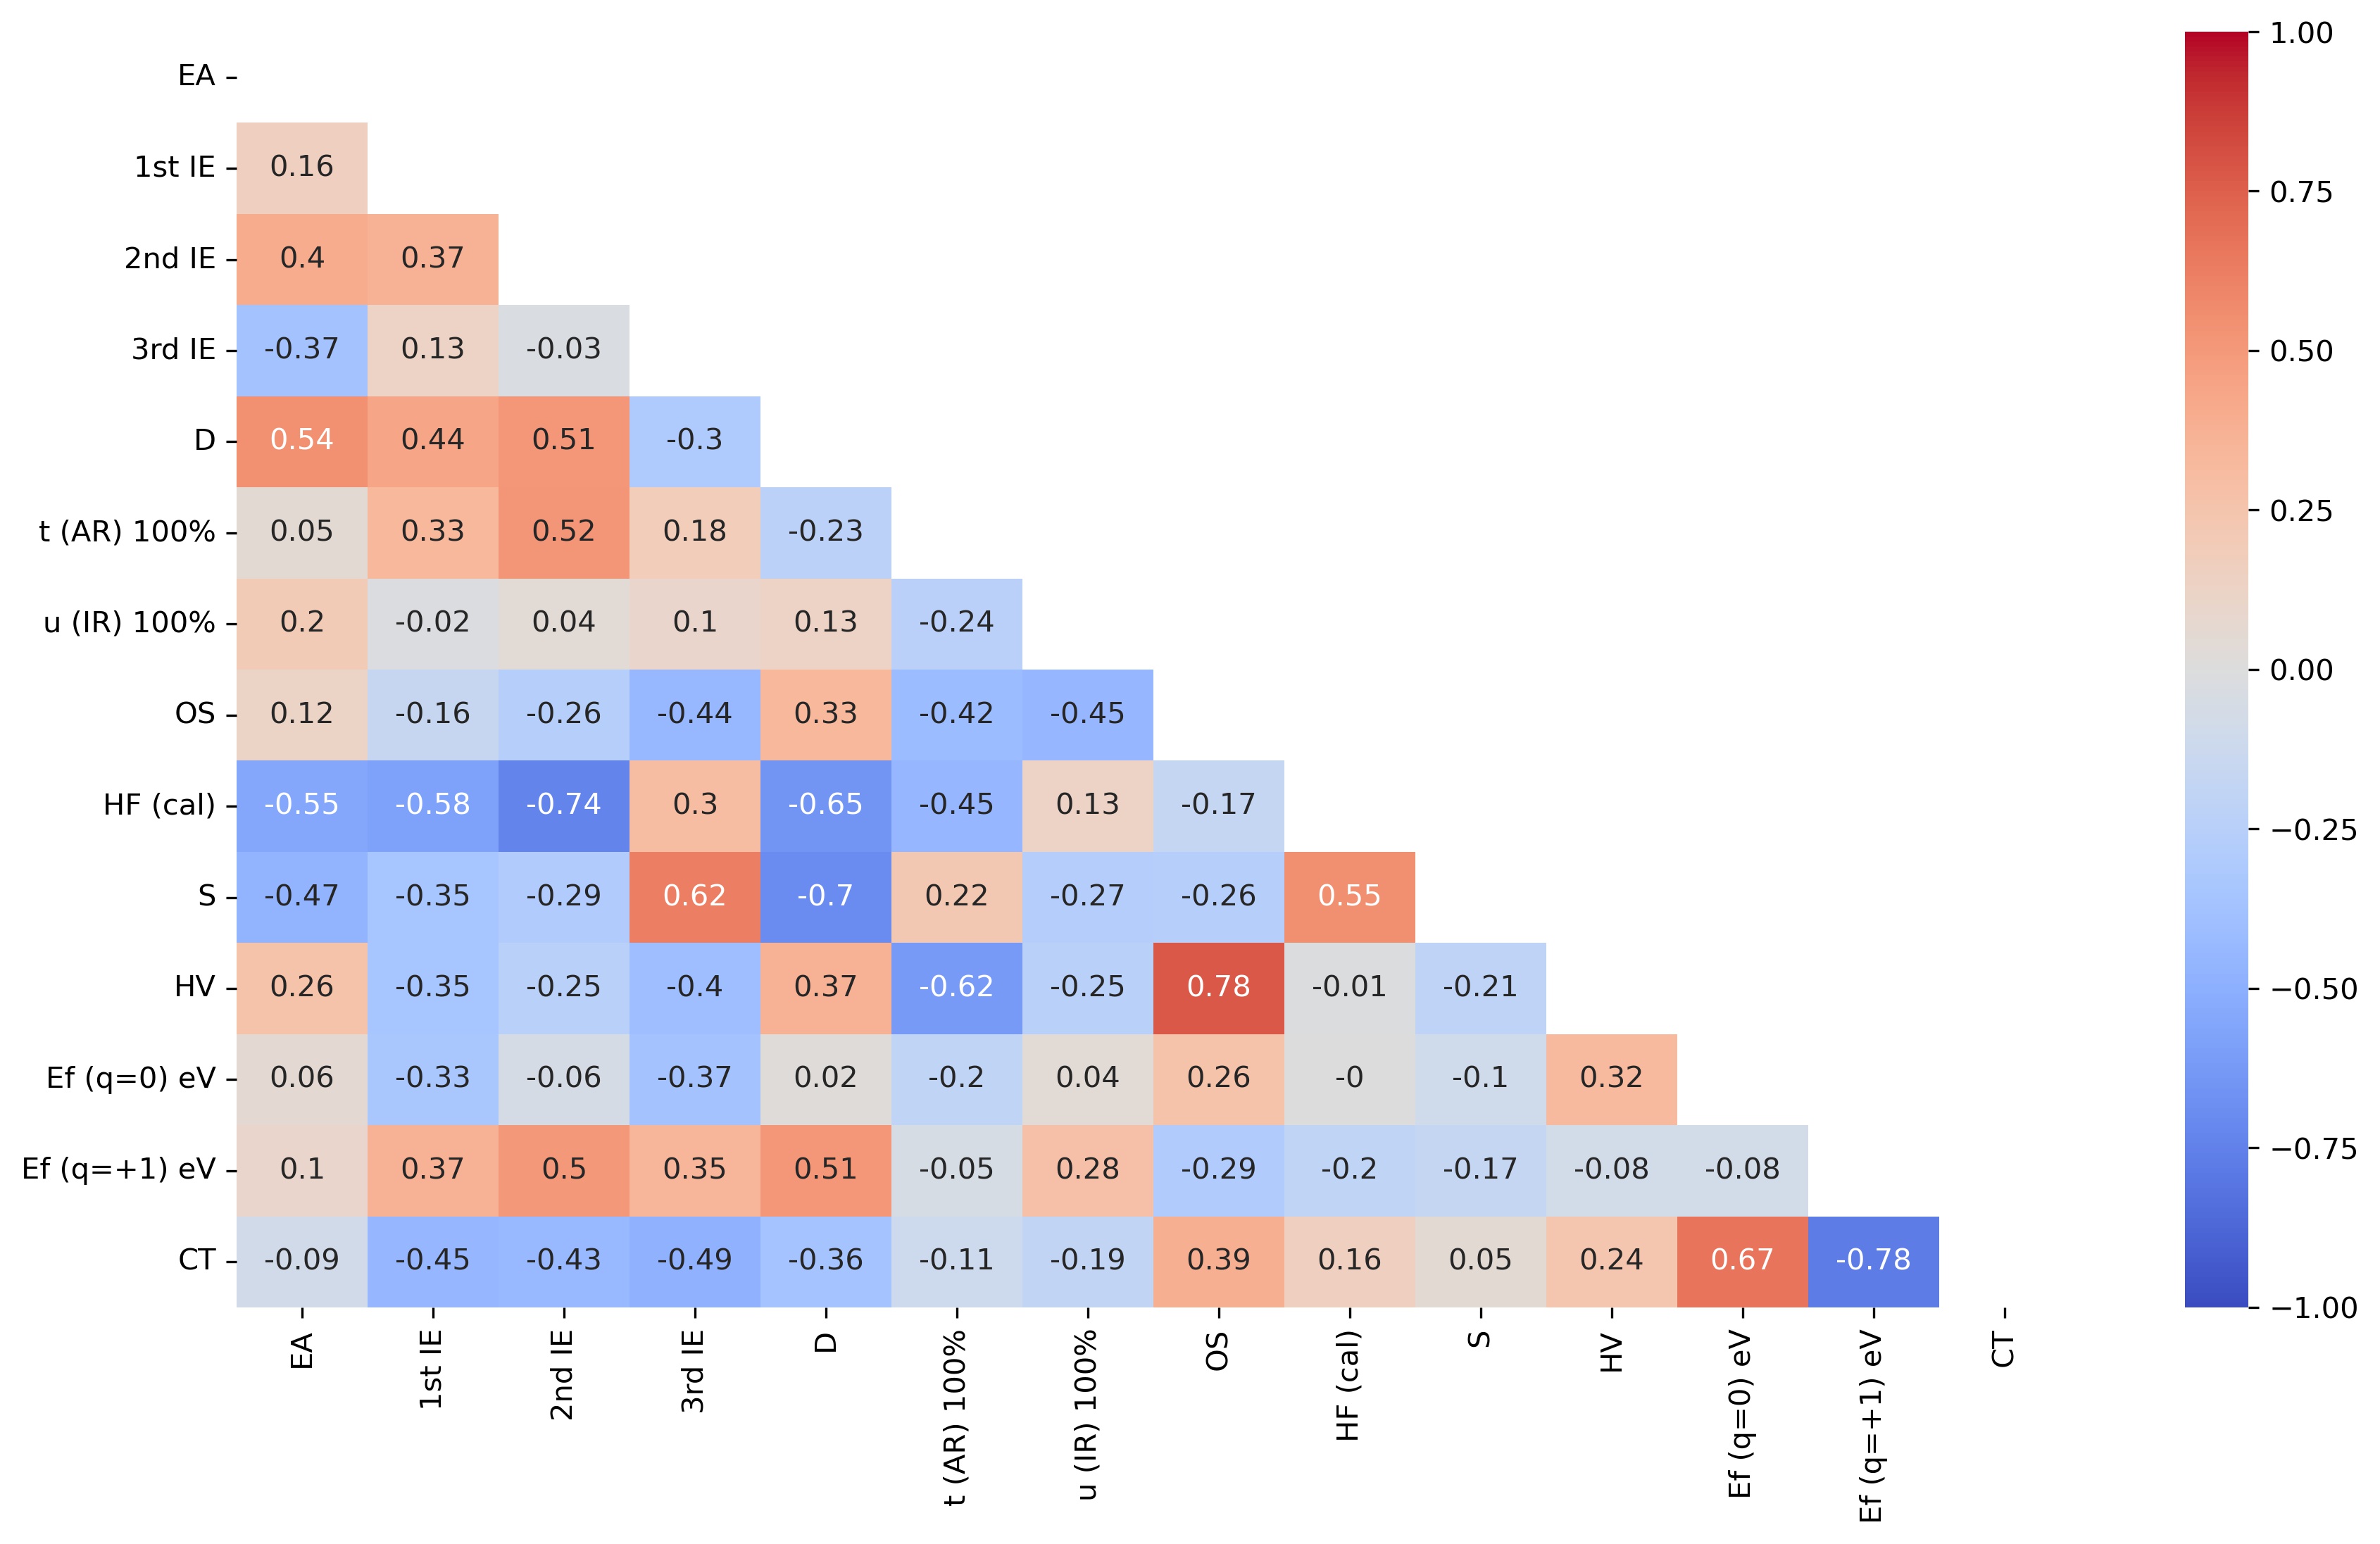 EA
1st IE 0.16
2nd IE 0.4 0.37
3rd IE -0.37 0.13 -0.03
D 0.54 0.44 0.51 -0.3
t (AR) 100% 0.05 0.33 0.52 0.18 -0.23
u (IR) 100% 0.2 -0.02 0.04 0.1 0.13 -0.24
OS 0.12 -0.16 -0.26 -0.44 0.33 -0.42 -0.45
HF (cal) -0.55 -0.58 -0.74 0.3 -0.65 -0.45 0.13 -0.17
S -0.47 -0.35 -0.29 0.62 -0.7 0.22 -0.27 -0.26 0.55
HV 0.26 -0.35 -0.25 -0.4 0.37 -0.62 -0.25 0.78 -0.01 -0.21
Ef (q=0) eV 0.06 -0.33 -0.06 -0.37 0.02 -0.2 0.04 0.26 -0 -0.1 0.32
Ef (q=+1) eV 0.1 0.37 0.5 0.35 0.51 -0.05 0.28 -0.29 -0.2 -0.17 -0.08 -0.08
CT -0.09 -0.45 -0.43 -0.49 -0.36 -0.11 -0.19 0.39 0.16 0.05 0.24 0.67 -0.78
EA
1st IE
2nd IE
3rd IE
D
t (AR) 100%
u (IR) 100%
OS
HF (cal)
S
HV
Ef (q=0) eV
Ef (q=+1) eV
CT
1.00
0.75
0.50
0.25
0.00
−0.25
−0.50
−0.75
−1.00